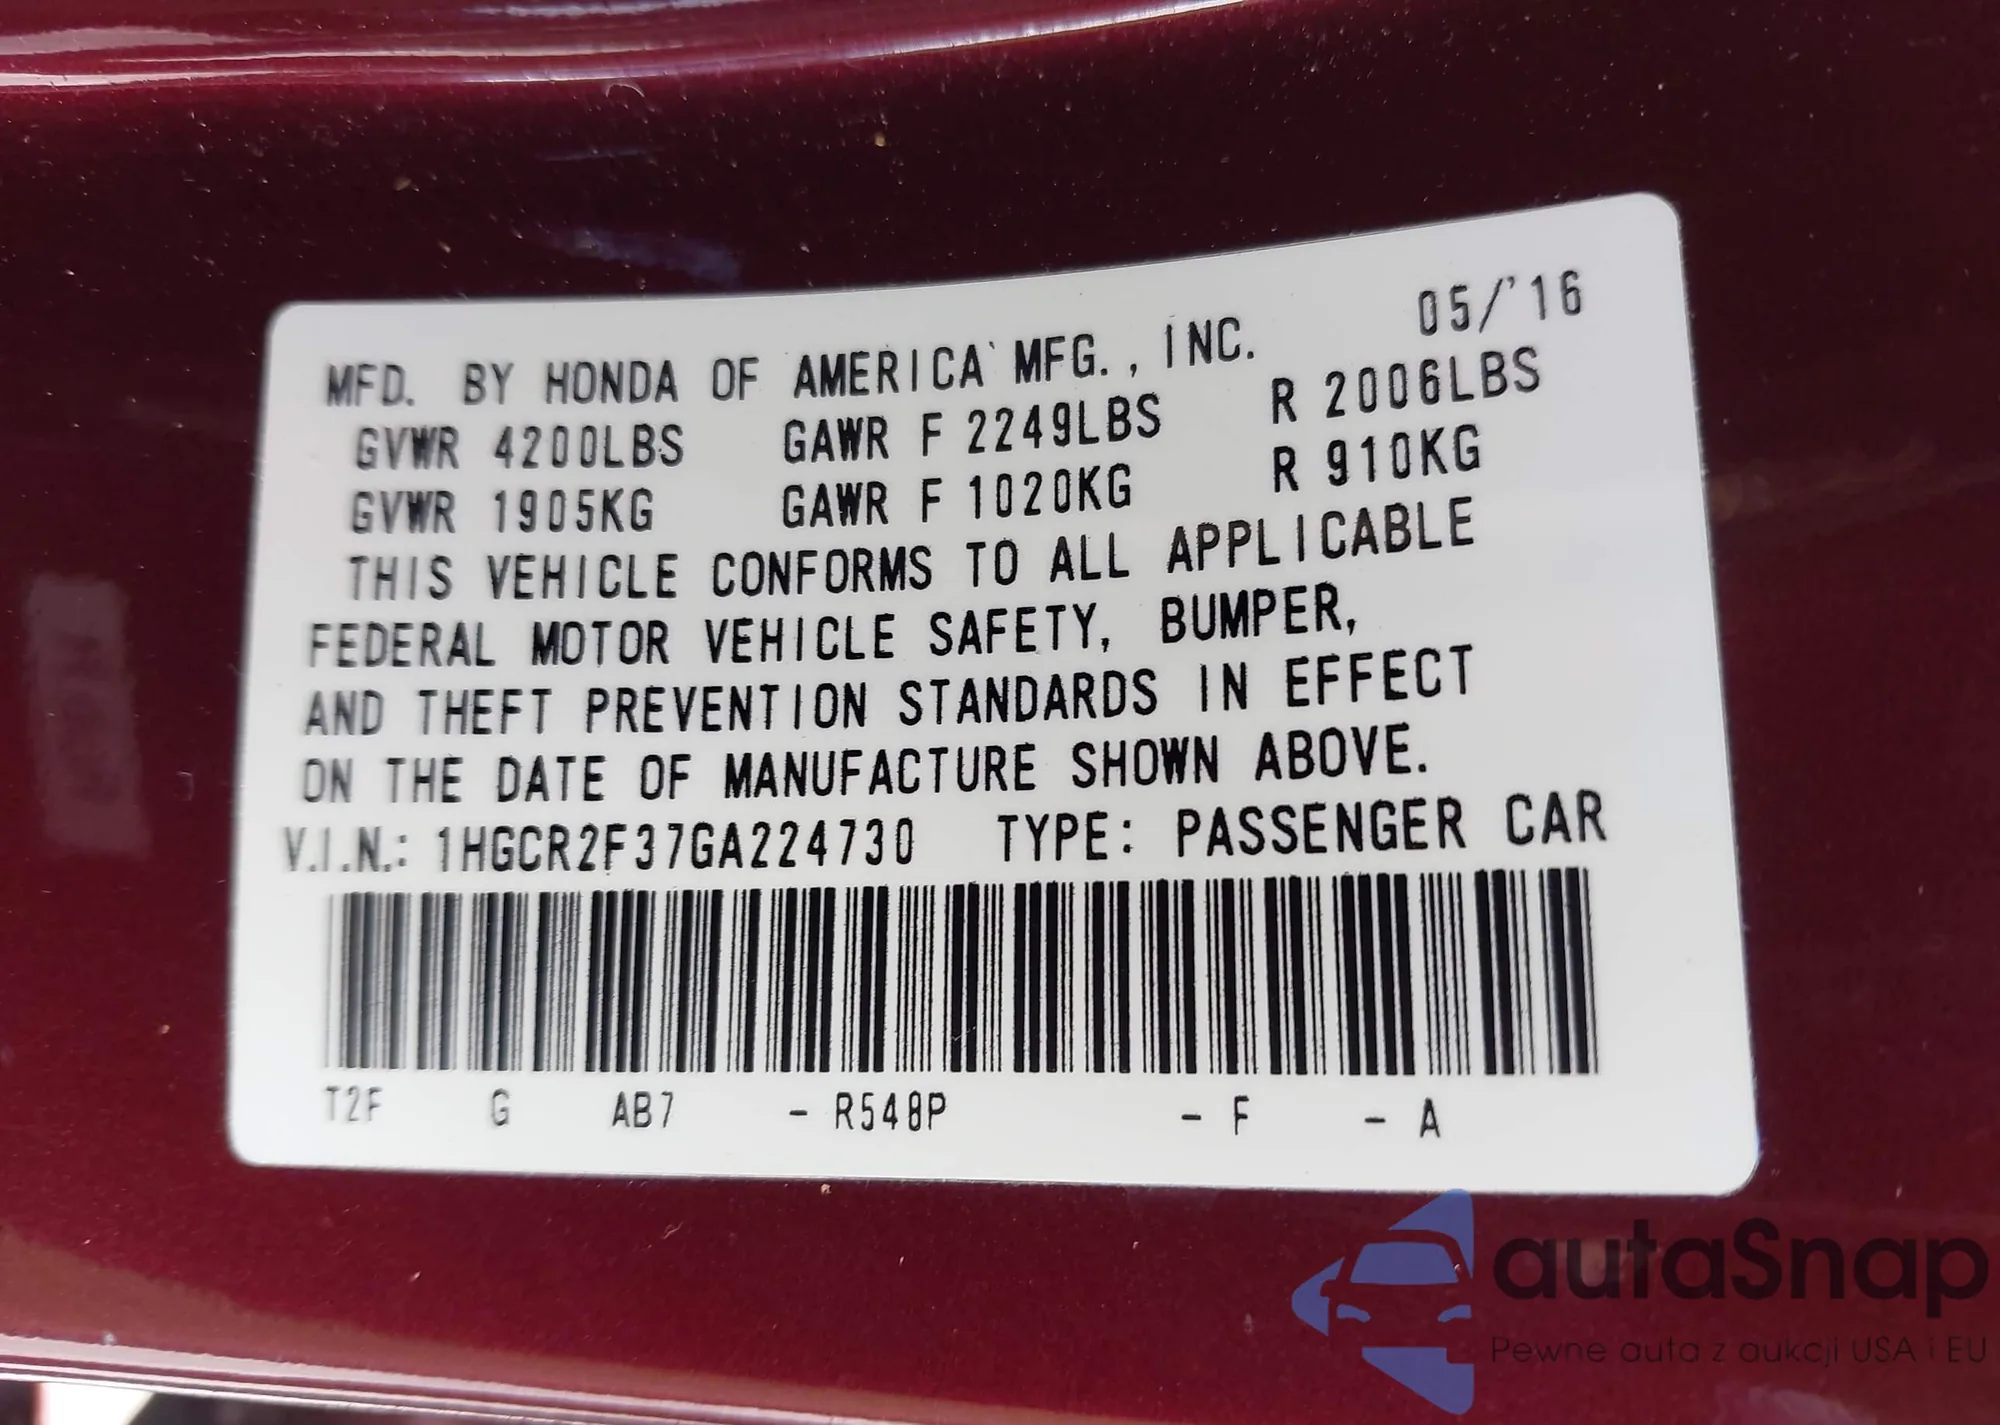 05/'16
MFD. BY HONDA OF AMERICA MFG., INC.
GVWR 4200LBS GAWR F 2249LBS R 2006LBS
GVWR 1905KG GAWR F 1020KG R 910KG
THIS VEHICLE CONFORMS TO ALL APPLICABLE
FEDERAL MOTOR VEHICLE SAFETY, BUMPER,
AND THEFT PREVENTION STANDARDS IN EFFECT
ON THE DATE OF MANUFACTURE SHOWN ABOVE.
V.I.N.: 1HGCR2F37GA224730 TYPE: PASSENGER CAR
T2F G AB7 - R548P - F - A
autaSnap
Pewne auta z aukcji USA i EU